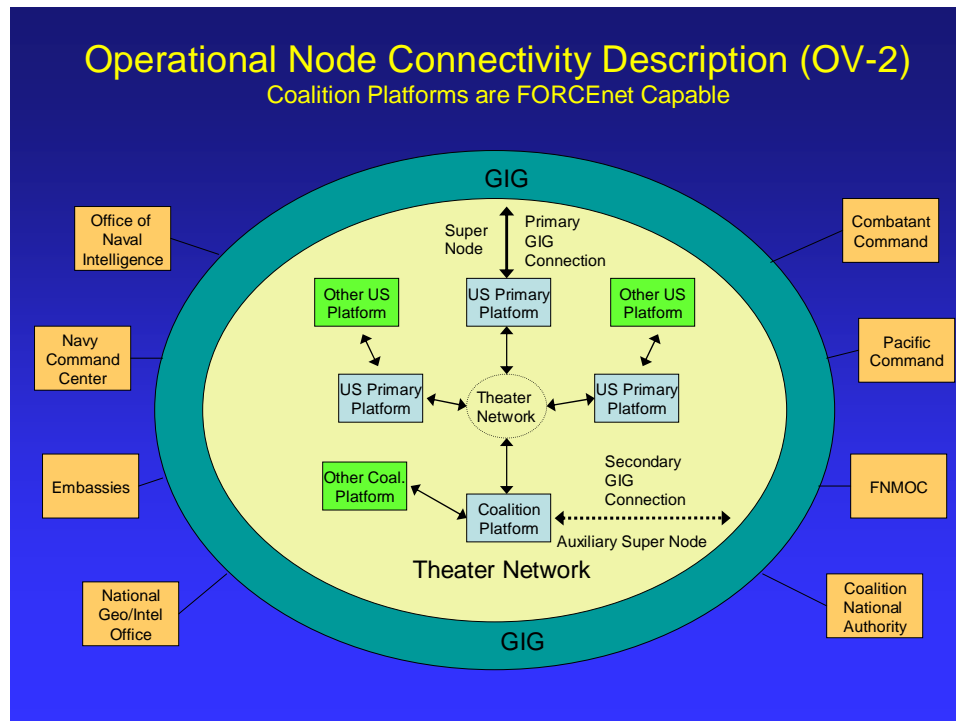 Operational Node Connectivity Description (OV-2)
Coalition Platforms are FORCEnet Capable
GIG
Office of
Naval
Intelligence
Super
Node
Primary
GIG
Connection
Combatant
Command
Other US
Platform
US Primary
Platform
Other US
Platform
Navy
Command
Center
Pacific
Command
US Primary
Platform
Theater
Network
US Primary
Platform
Embassies
Other Coal.
Platform
Coalition
Platform
Secondary
GIG
Connection
FNMOC
Auxiliary Super Node
Theater Network
National
Geo/Intel
Office
Coalition
National
Authority
GIG